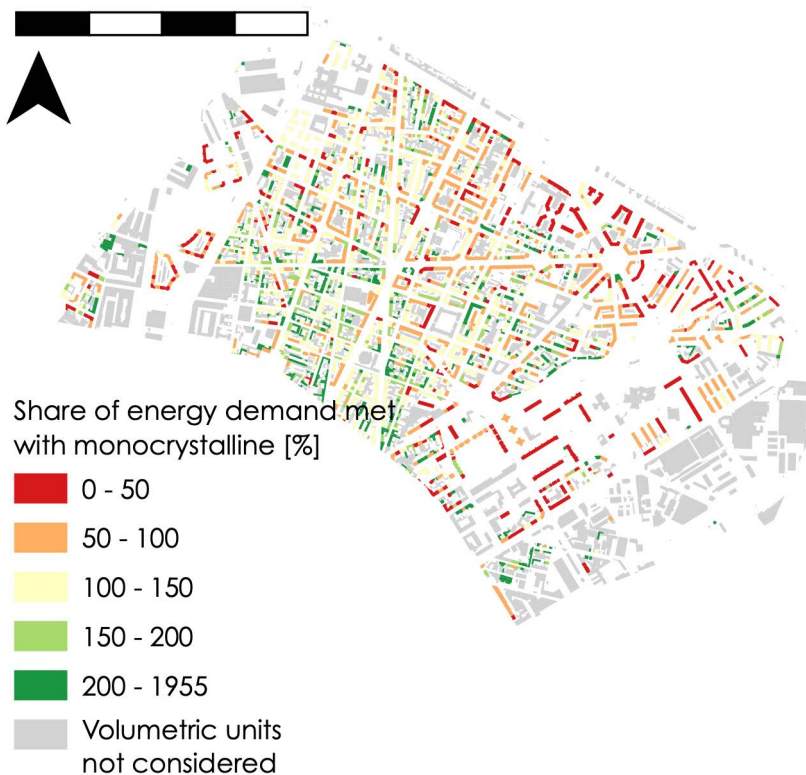 Share of energy demand met
with monocrystalline [%]
0 - 50
50 - 100
100 - 150
150 - 200
200 - 1955
Volumetric units
not considered